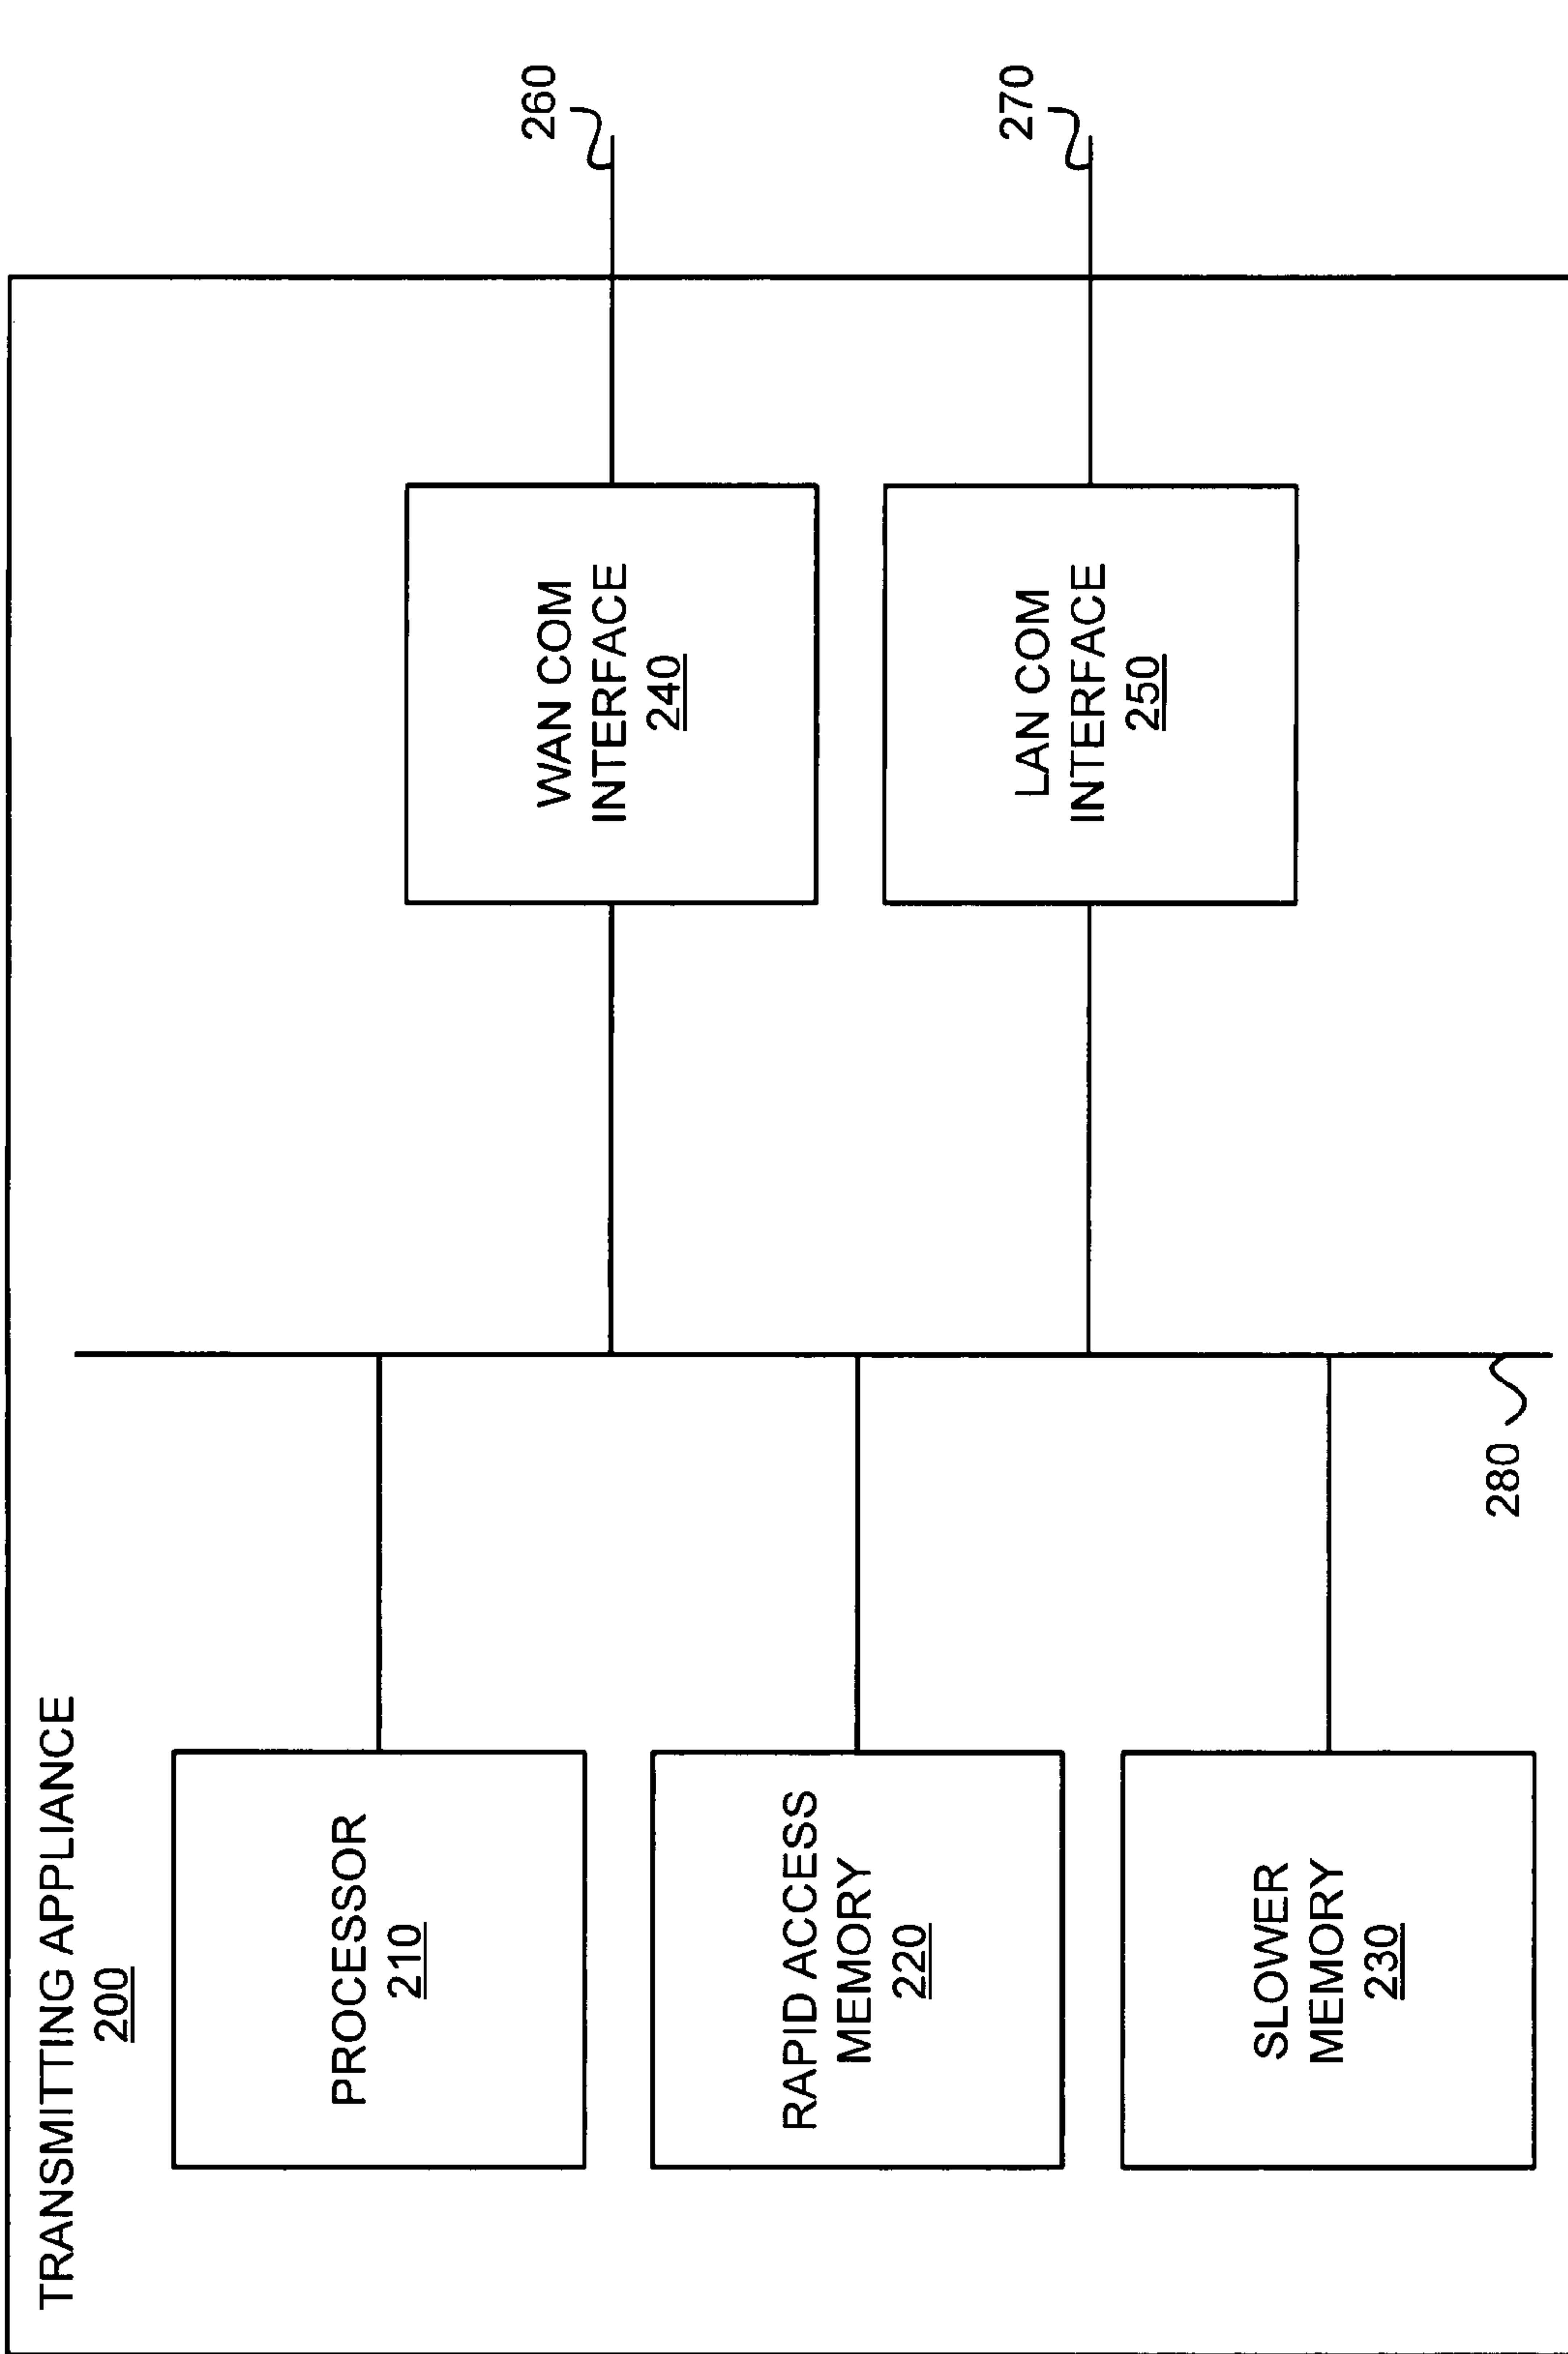 TRANSMITTING APPLIANCE
200
PROCESSOR
210
RAPID ACCESS
MEMORY
220
SLOWER
MEMORY
230
WAN COM
INTERFACE
240
LAN COM
INTERFACE
250
260
270
280